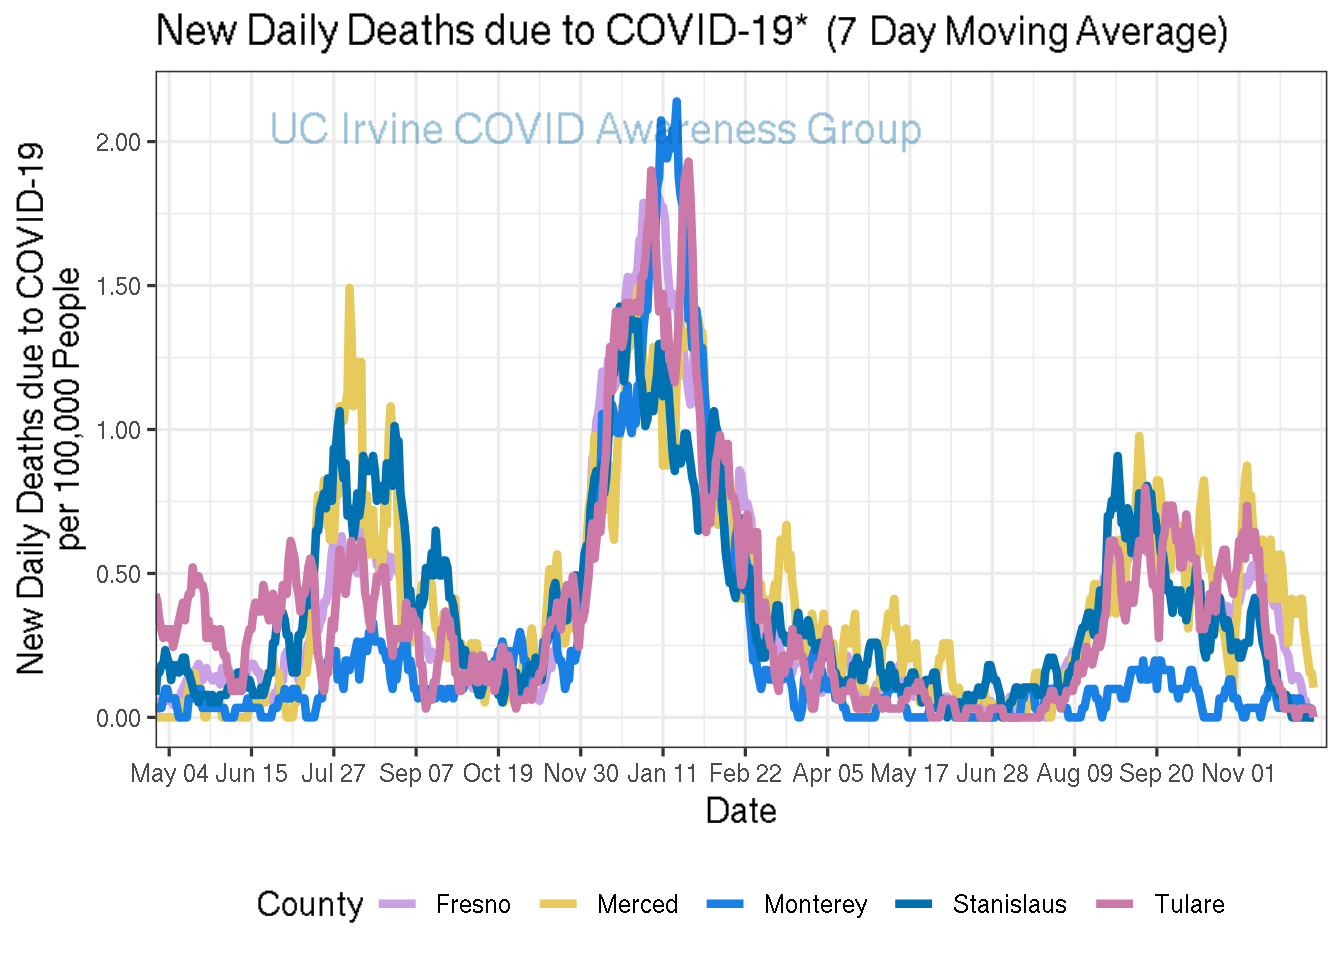 New Daily Deaths due to COVID-19* (7 Day Moving Average)
UC Irvine COVID Awareness Group
New Daily Deaths due to COVID-19
per 100,000 People
2.00
1.50
1.00
0.50
0.00
May 04 Jun 15 Jul 27 Sep 07 Oct 19 Nov 30 Jan 11 Feb 22 Apr 05 May 17 Jun 28 Aug 09 Sep 20 Nov 01
Date
County Fresno Merced Monterey Stanislaus Tulare